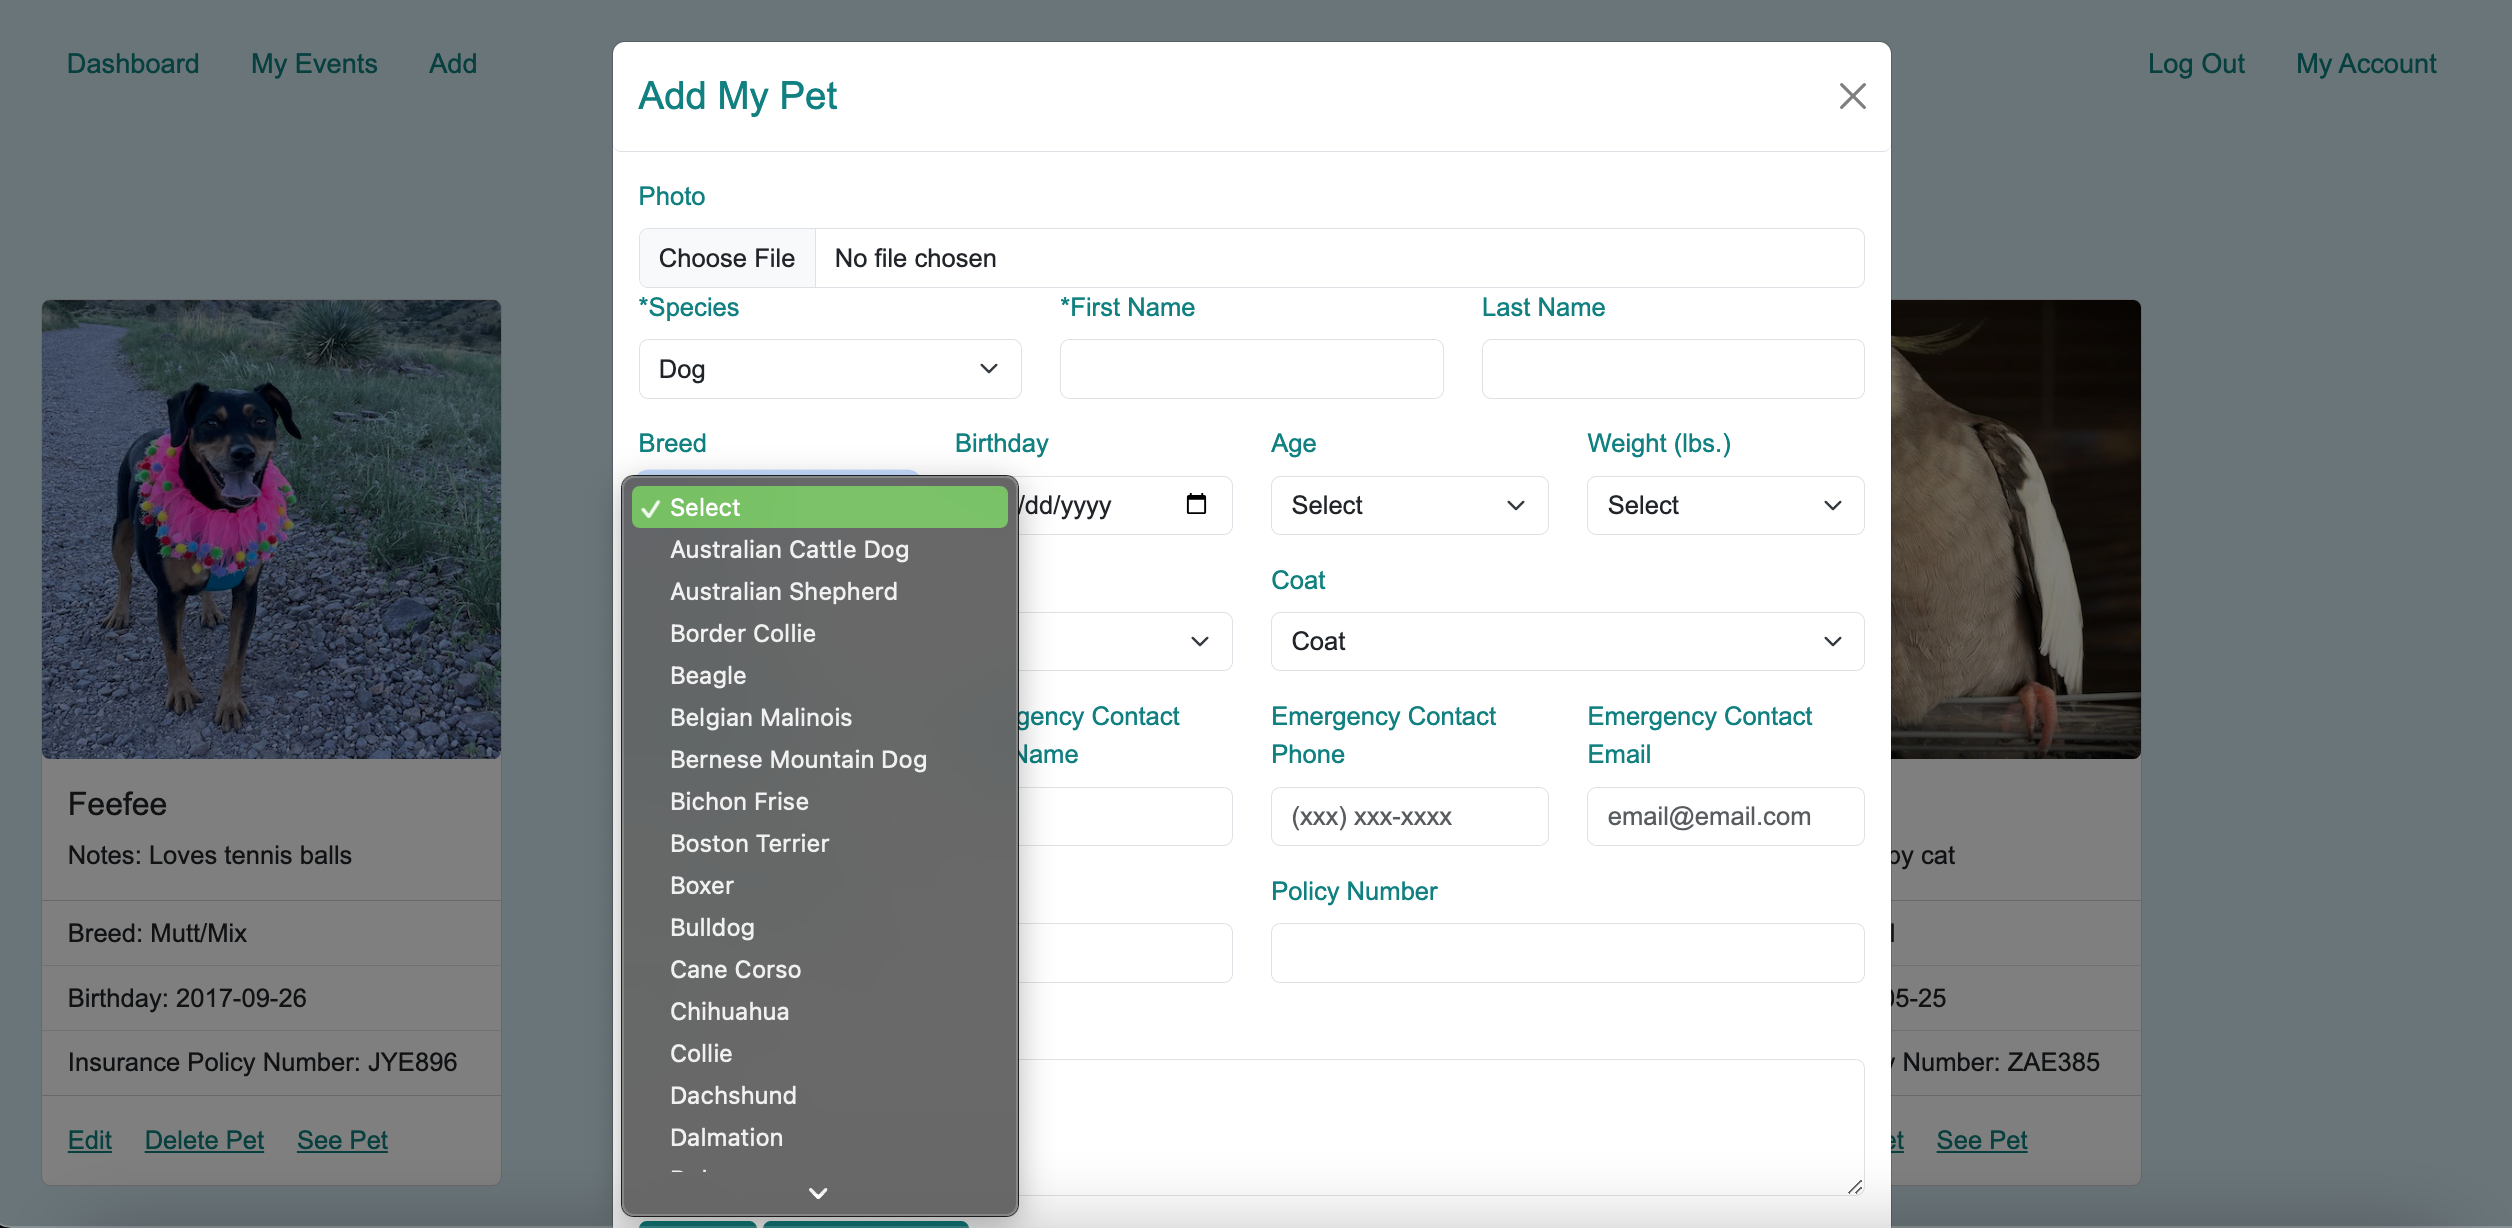 Dashboard My Events Add Log Out My Account
Add My Pet
Photo
Choose File No file chosen
*Species *First Name Last Name
Dog
Breed Birthday Age Weight (lbs.)
/dd/yyyy Select Select
Select
Australian Cattle Dog
Australian Shepherd
Border Collie
Beagle
Belgian Malinois
Bernese Mountain Dog
Bichon Frise
Boston Terrier
Boxer
Bulldog
Cane Corso
Chihuahua
Collie
Dachshund
Dalmation
Coat
Coat
gency Contact
Name
Emergency Contact
Phone
Emergency Contact
Email
(xxx) xxx-xxxx email@email.com
Policy Number
Feefee
Notes: Loves tennis balls
Breed: Mutt/Mix
Birthday: 2017-09-26
Insurance Policy Number: JYE896
Edit Delete Pet See Pet
by cat
05-25
Number: ZAE385
et See Pet